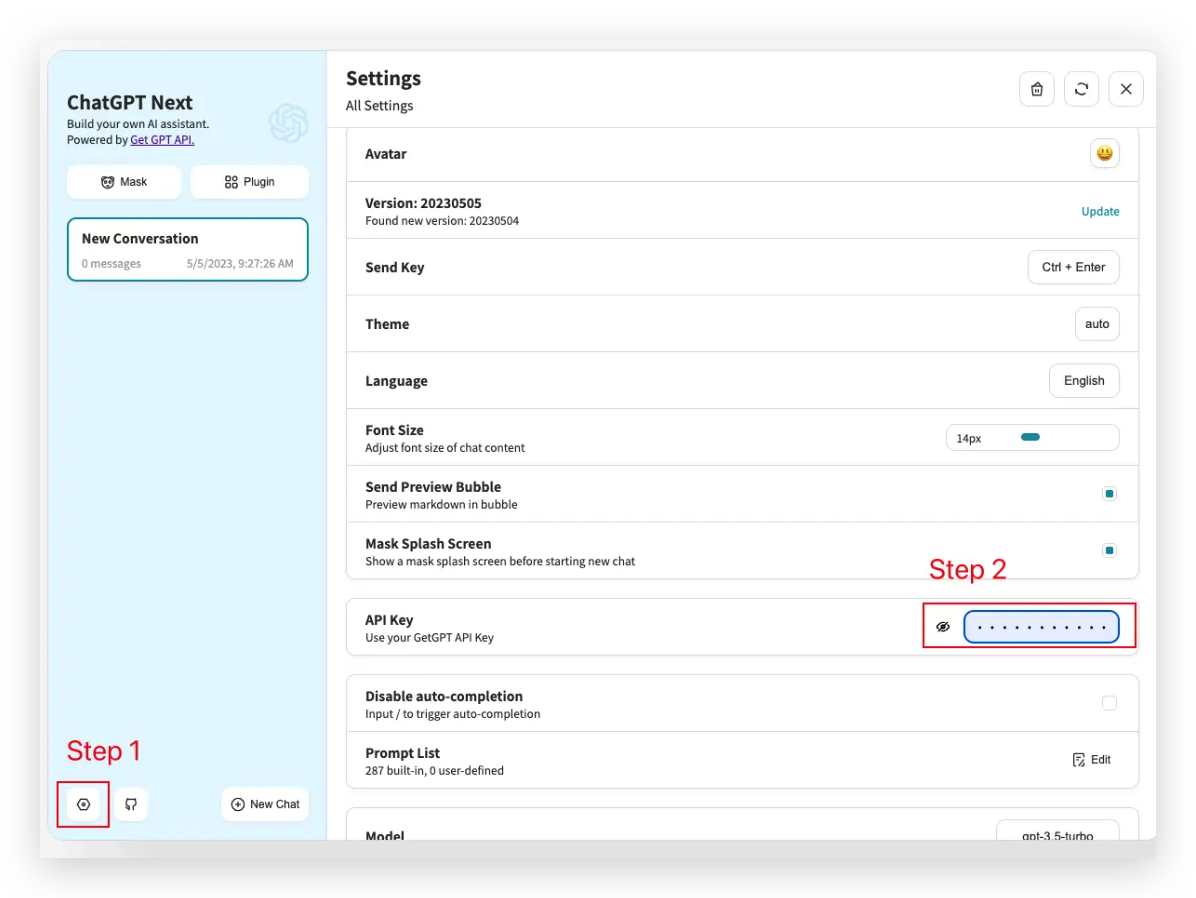 ChatGPT Next
Build your own AI assistant.
Powered by Get GPT API.
Mask
Plugin
New Conversation
0 messages
5/5/2023, 9:27:26 AM
Step 1
New Chat
Settings
All Settings
Avatar
Version: 20230505
Found new version: 20230504
Update
Send Key
Ctrl + Enter
Theme
auto
Language
English
Font Size
Adjust font size of chat content
14px
Send Preview Bubble
Preview markdown in bubble
Mask Splash Screen
Show a mask splash screen before starting new chat
Step 2
API Key
Use your GetGPT API Key
Disable auto-completion
Input / to trigger auto-completion
Prompt List
287 built-in, 0 user-defined
Edit
Model
gpt-3.5-turbo